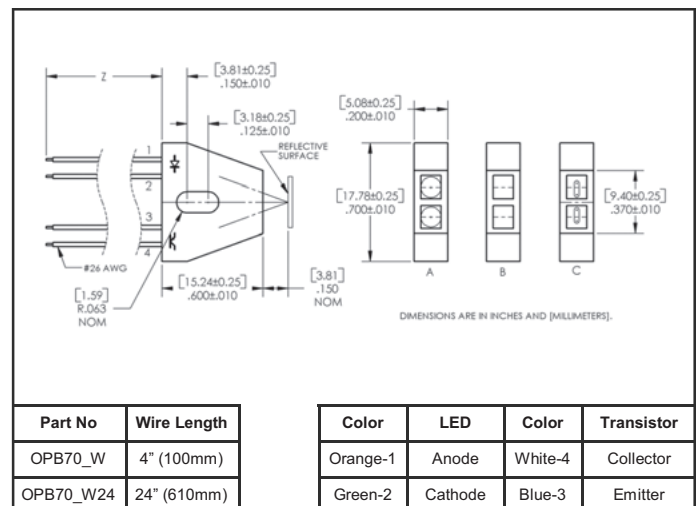 Z
[3.81±0.25]
.150±.010
[3.18±0.25]
.125±.010
REFLECTIVE
SURFACE
1
2
3
4
#26 AWG
[1.59]
R.063
NOM
[15.24±0.25]
.600±.010
[3.81]
.150
NOM
[5.08±0.25]
.200±.010
[17.78±0.25]
.700±.010
[9.40±0.25]
.370±.010
A B C
DIMENSIONS ARE IN INCHES AND [MILLIMETERS].
Part No Wire Length
OPB70_W 4” (100mm)
OPB70_W24 24” (610mm)
Color LED Color Transistor
Orange-1 Anode White-4 Collector
Green-2 Cathode Blue-3 Emitter